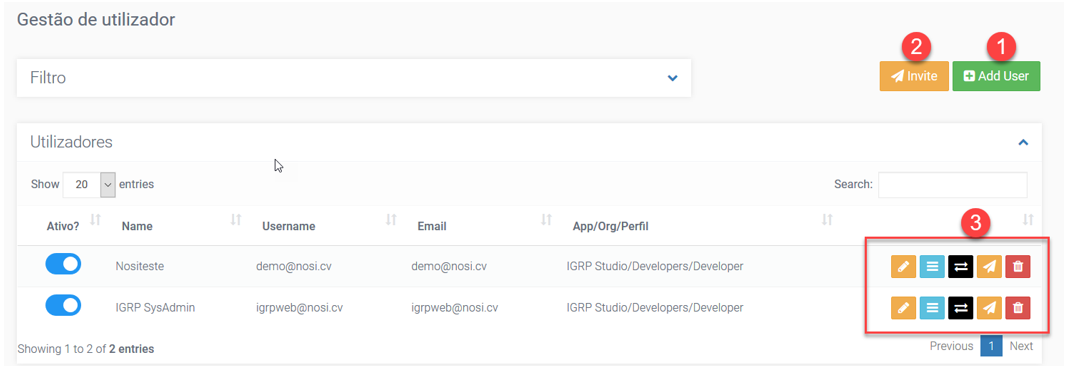 Gestão de utilizador
2
1
Filtro
Invite
Add User
Utilizadores
Show 20 entries
Search:
3
Ativo? Name Username Email App/Org/Perfil
Nositeste demo@nosi.cv demo@nosi.cv IGRP Studio/Developers/Developer
IGRP SysAdmin igrpweb@nosi.cv igrpweb@nosi.cv IGRP Studio/Developers/Developer
Showing 1 to 2 of 2 entries
Previous 1 Next